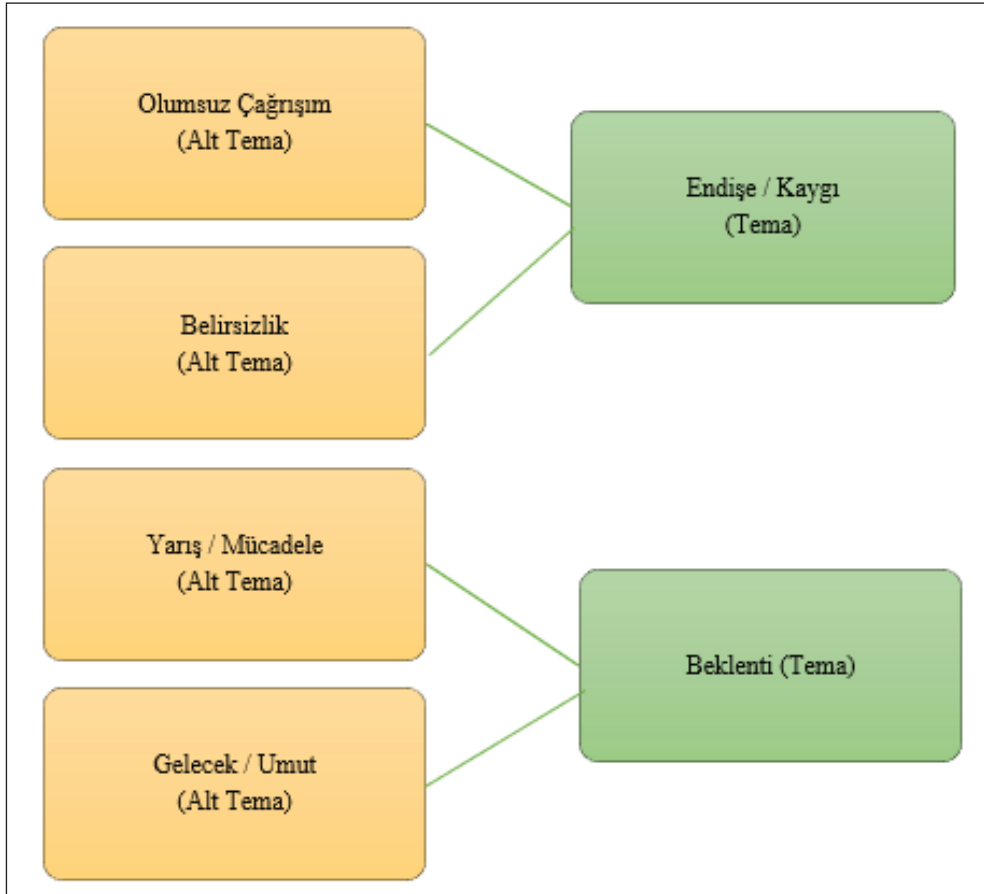 Olumsuz Çağrışım
(Alt Tema)
Endişe / Kaygı
(Tema)
Belirsizlik
(Alt Tema)
Yarış / Mücadele
(Alt Tema)
Beklenti (Tema)
Gelecek / Umut
(Alt Tema)